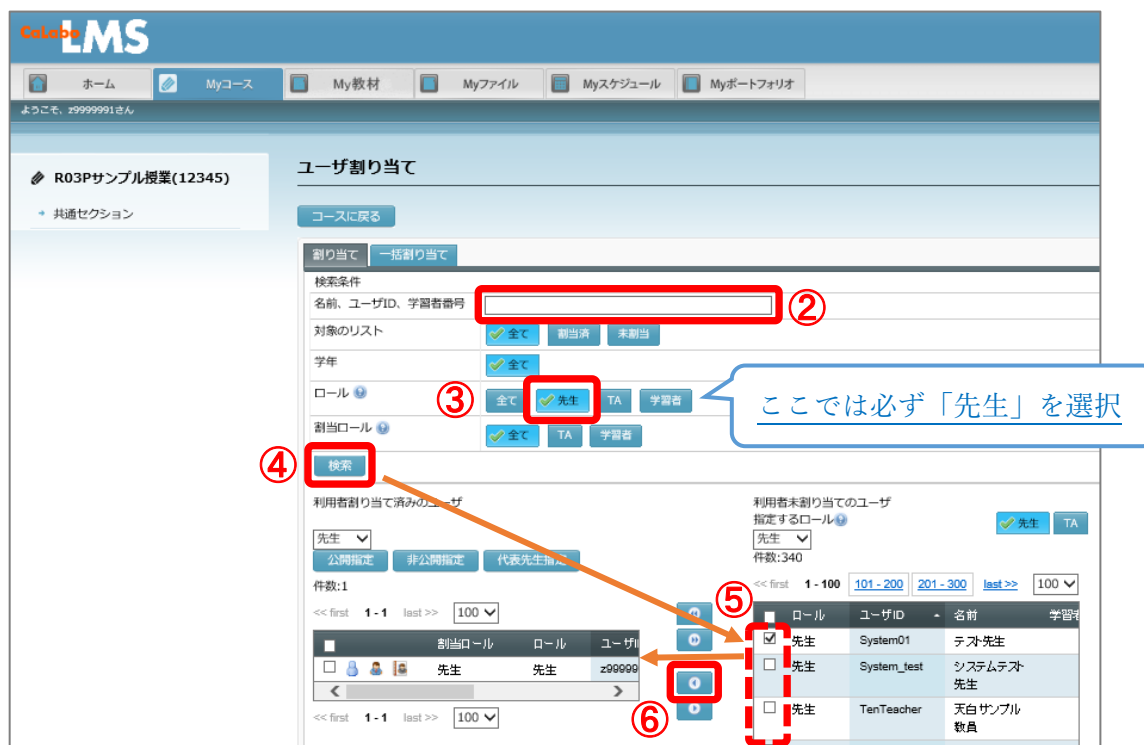 CoLabo LMS
ホーム Myコース My教材 Myファイル Myスケジュール Myポートフォリオ
ようこそ、z9999991さん
R03Pサンプル授業(12345)
共通セクション
ユーザ割り当て
コースに戻る
割り当て 一括割り当て
検索条件
名前、ユーザID、学習者番号 ②
対象のリスト 全て 割当済 未割当
学年 全て
ロール ③ 全て 先生 TA 学習者
ここでは必ず「先生」を選択
割当ロール 全て TA 学習者
④ 検索
利用者割り当て済みのユーザ
先生
公開指定 非公開指定 代表先生指定
件数:1
<< first 1 - 1 last >> 100
割当ロール ロール ユーザI
先生 先生 z99999
<< first 1 - 1 last >> 100
利用者未割り当てのユーザ
指定するロール 先生 TA
先生
件数:340
<< first 1 - 100 101 - 200 201 - 300 last >> 100
⑤
ロール ユーザID 名前 学習者
先生 System01 テスト先生
先生 System_test システムテスト
先生
先生 TenTeacher 天白サンプル
教員
⑥